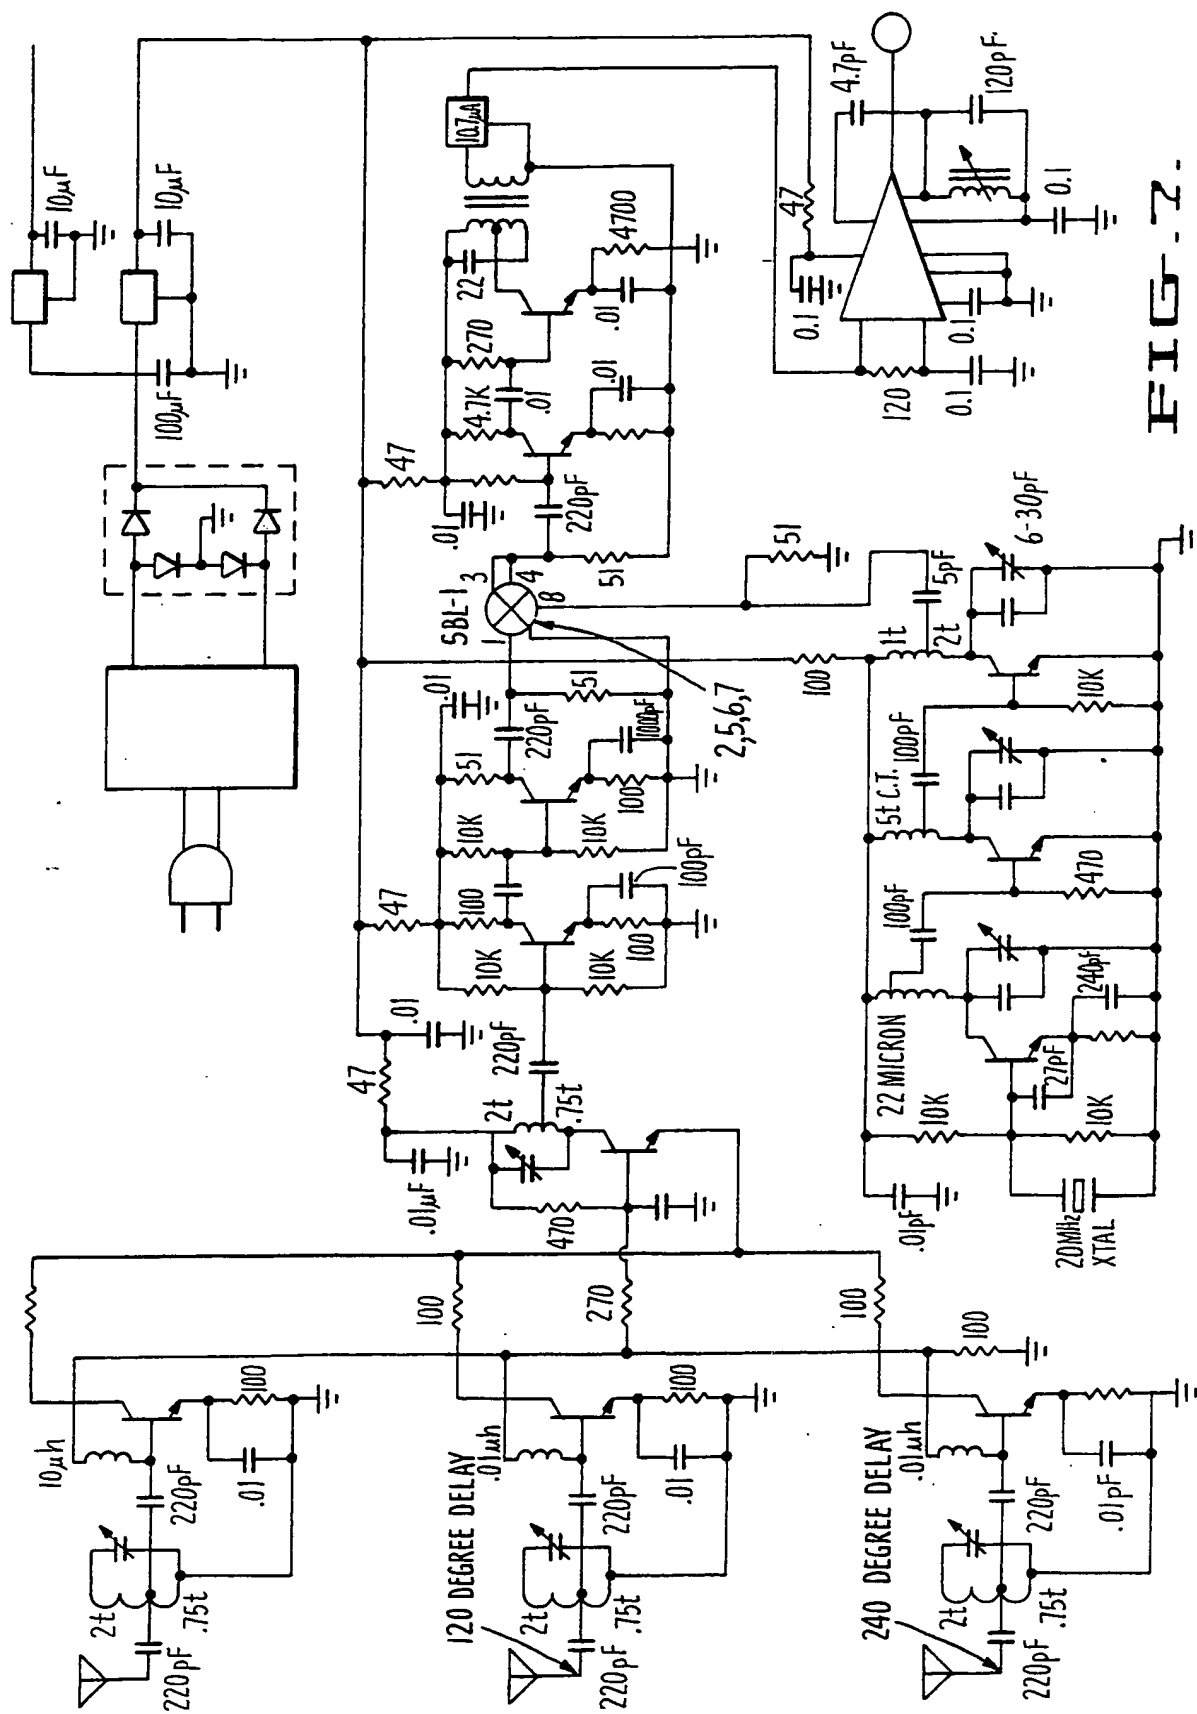 10µF
10µF
100µF
10.7µA
22
4700
.01
270
.01
4.7K
.01
47
.01
220pF
51
3
4
8
1
SBL-1
2,5,6,7
51
.01
220pF
1000pF
51
100
10K
10K
100pF
100
100
47
10K
10K
.01
220pF
47
2t
.75t
.01µF
470
270
100
100
100
10µh
220pF
100
.01
2t
.75t
220pF
120 DEGREE DELAY
.01µh
220pF
100
.01
2t
.75t
220pF
240 DEGREE DELAY
.01µh
220pF
.01pF
2t
.75t
220pF
47
0.1
4.7pF
120pF
0.1
0.1
120
0.1
51
5pF
1t
2t
6-30pF
100
10K
100pF
5t C.T.
470
100pF
22 MICRON
240pF
27pF
10K
10K
.01pF
20MHz
XTAL
FIG-7.